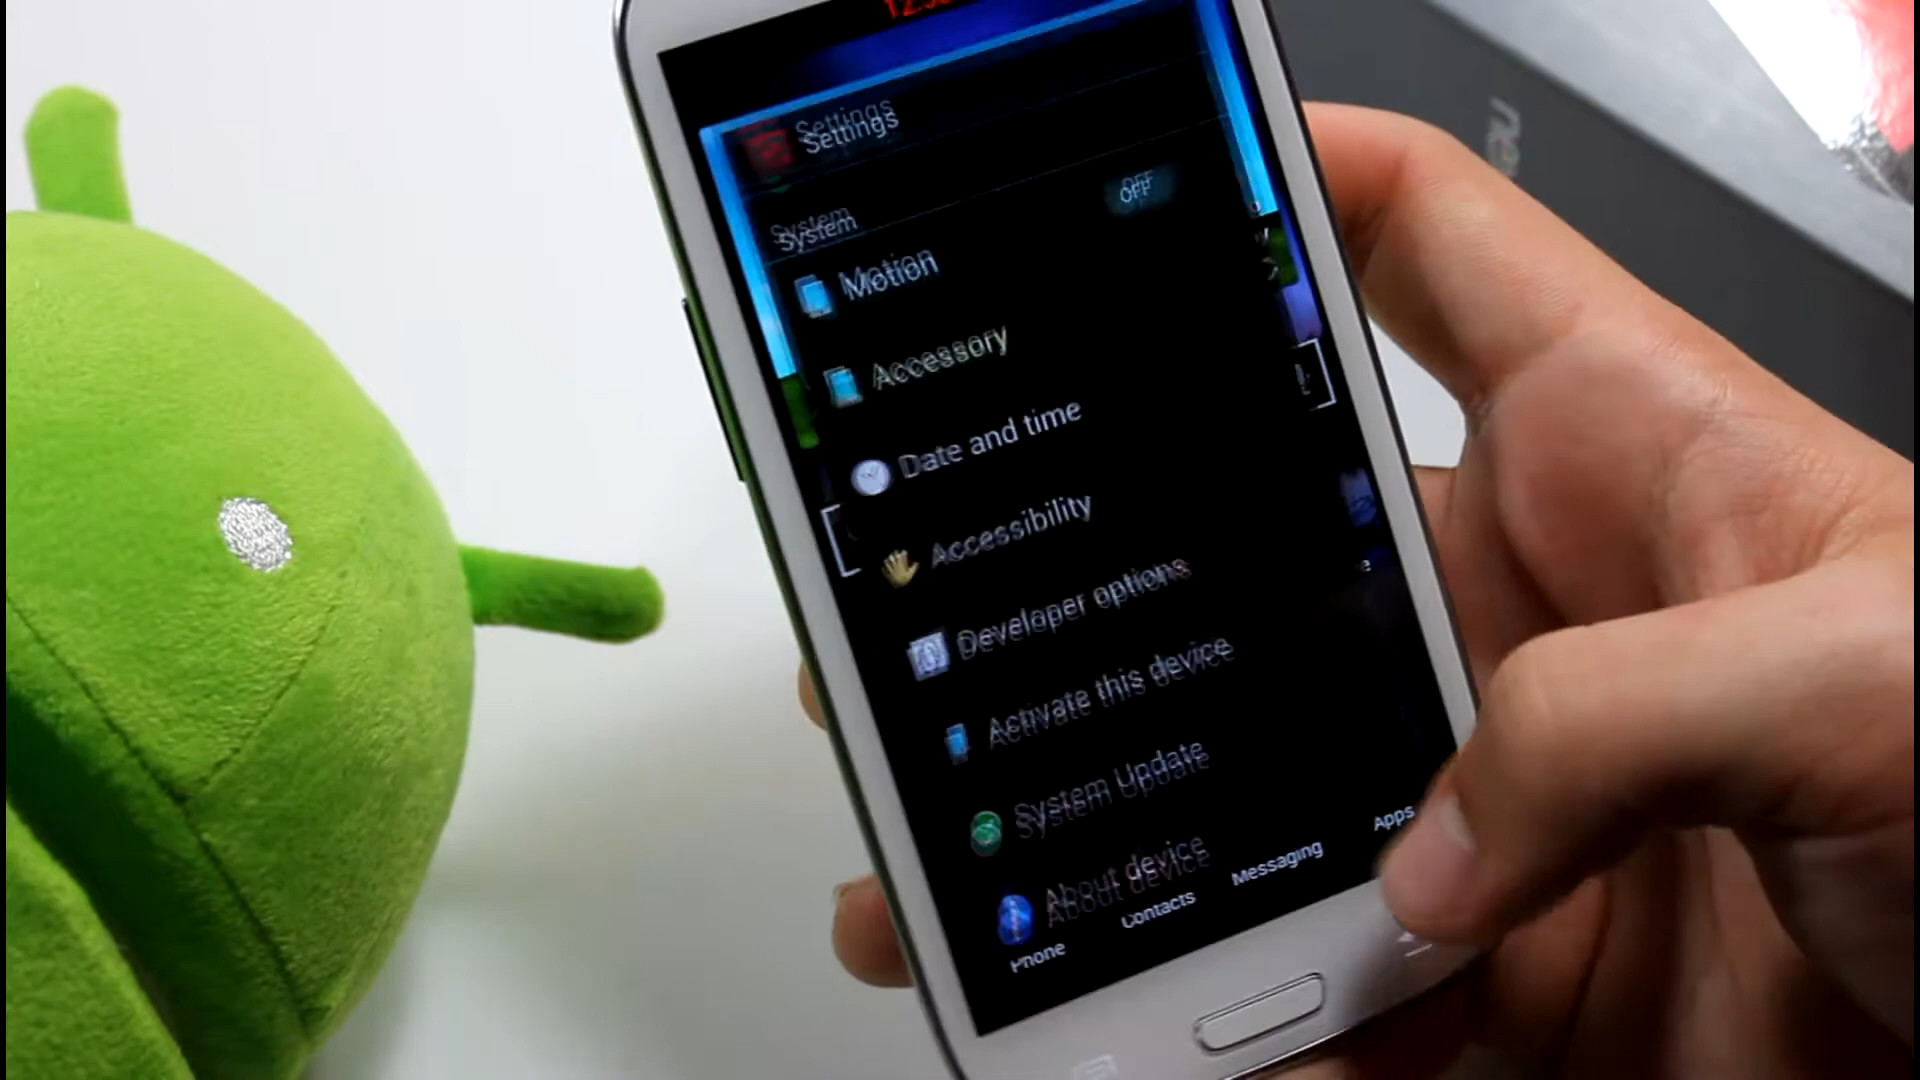 Settings
OFF
System
Motion
Accessory
Date and time
Accessibility
Developer options
Activate this device
System Update
About device
Apps
Messaging
Contacts
Phone